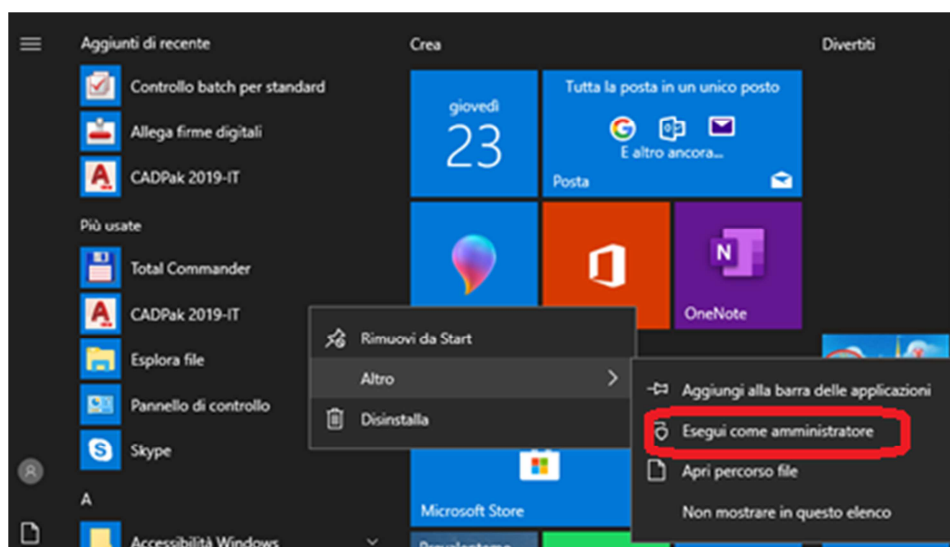 Aggiunti di recente
Controllo batch per standard
Allega firme digitali
CADPak 2019-IT
Più usate
Total Commander
CADPak 2019-IT
Esplora file
Pannello di controllo
Skype
A
Accessibilità Windows
Crea
giovedì
23
Tutta la posta in un unico posto
E altro ancora...
Posta
OneNote
Microsoft Store
Prevalentemente
Divertiti
Rimuovi da Start
Altro
Disinstalla
Aggiungi alla barra delle applicazioni
Esegui come amministratore
Apri percorso file
Non mostrare in questo elenco